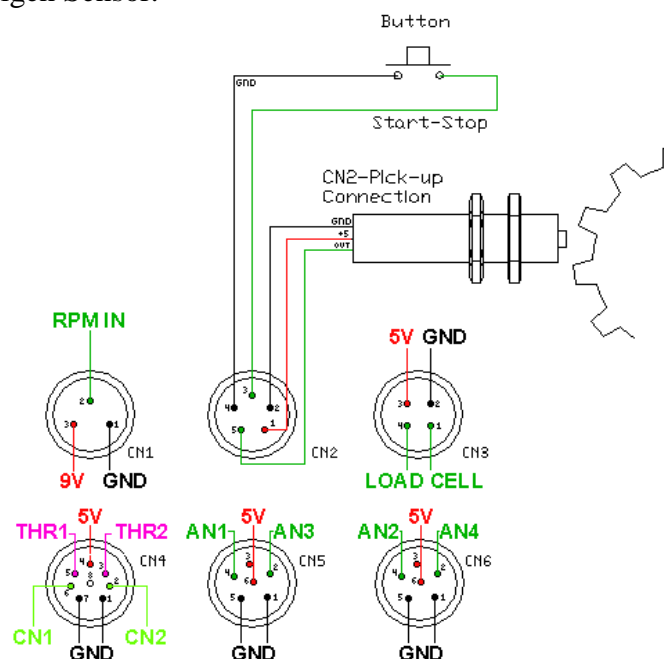 igen Sensor.
Button
GND
Start-Stop
CN2-Pick-up
Connection
GND
+5
OUT
RPM IN
5V GND
2
3 1
CN1
9V GND
3
4 2
5 1
CN2
3 2
4 1
CN3
LOAD CELL
5V
THR1 THR2
4
5 3
8
6 2
7 1
CN4
CN1 CN2
GND
5V
AN1 AN3
3
4 2
6
5 1
CN5
GND
5V
AN2 AN4
3
4 2
6
5 1
CN6
GND